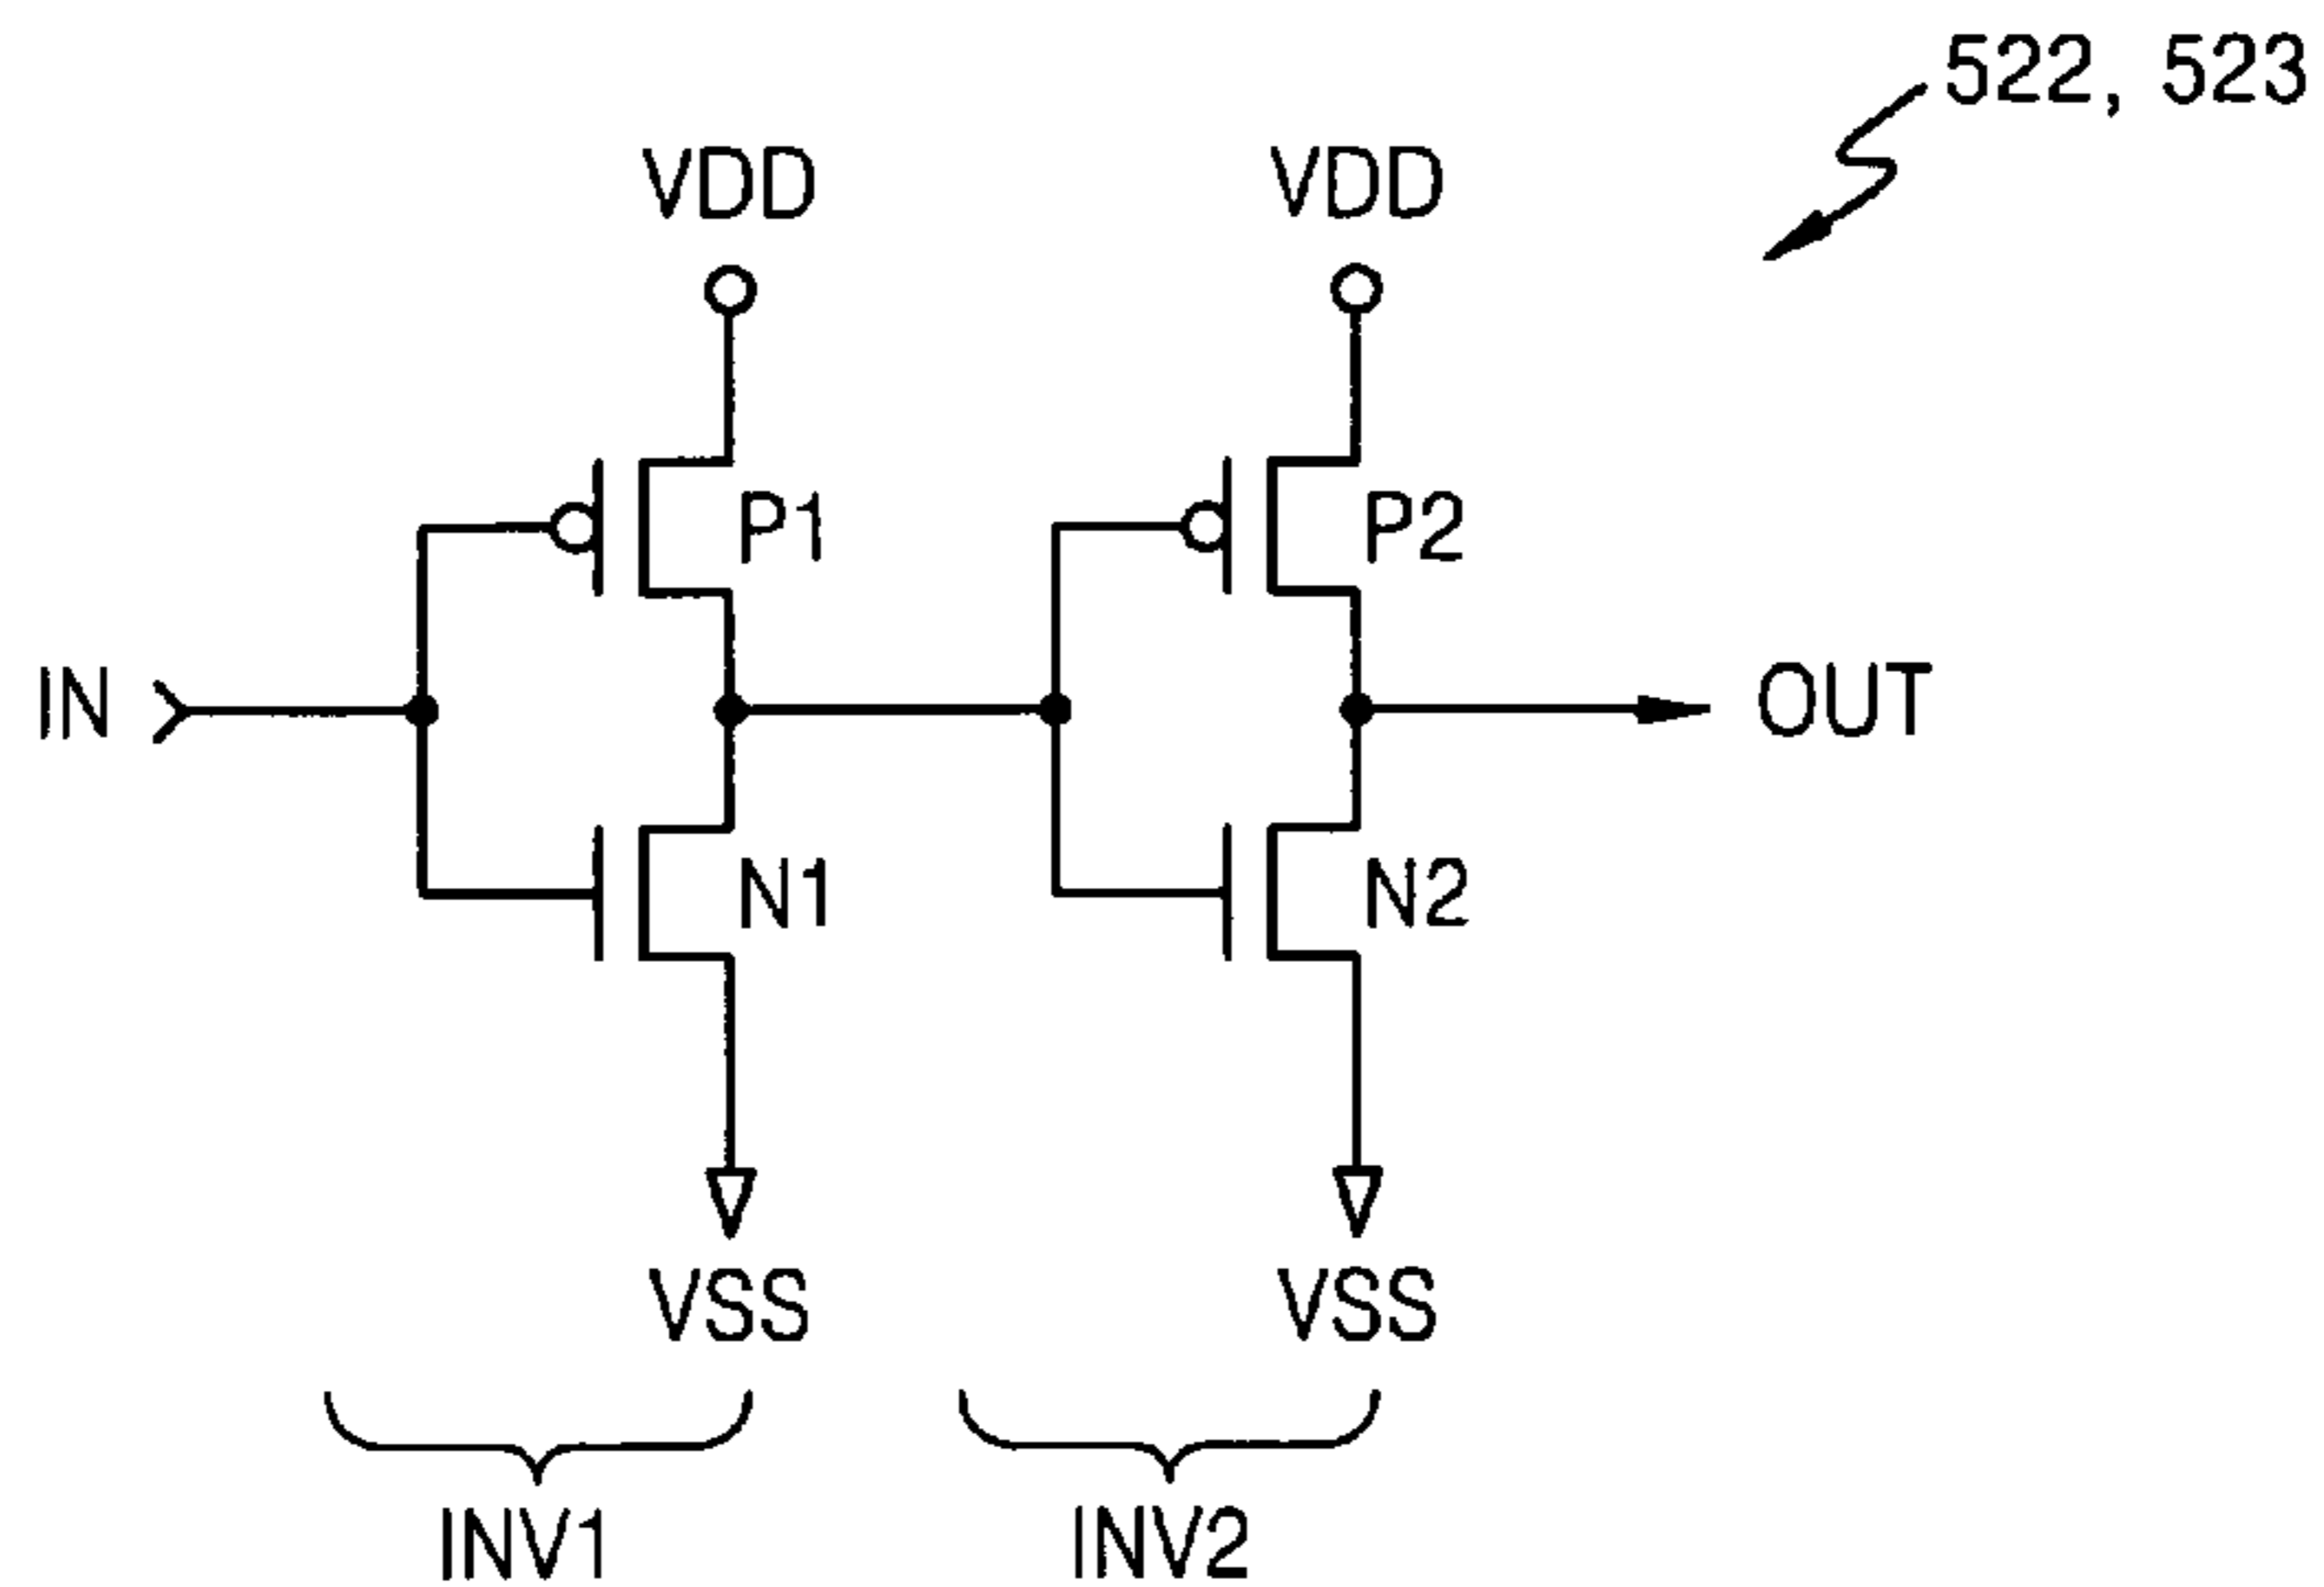 522, 523
VDD VDD
P1 P2
IN OUT
N1 N2
VSS VSS
INV1 INV2